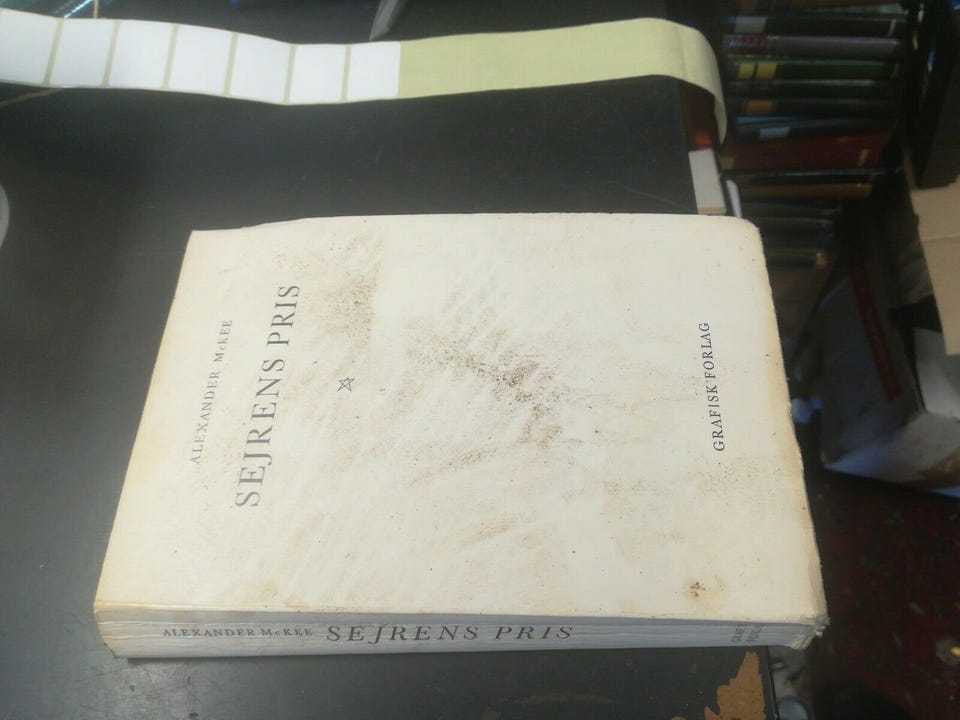 ALEXANDER McKEE
SEJRENS PRIS
GRAFISK FORLAG
ALEXANDER McKEE SEJRENS PRIS